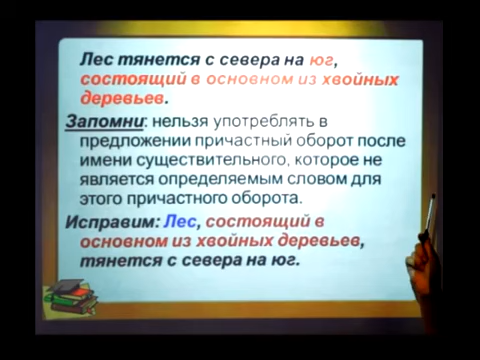 Лес тянется с севера на юг,
состоящий в основном из хвойных
деревьев.
Запомни: нельзя употреблять в
предложении причастный оборот после
имени существительного, которое не
является определяемым словом для
этого причастного оборота.
Исправим: Лес, состоящий в
основном из хвойных деревьев,
тянется с севера на юг.